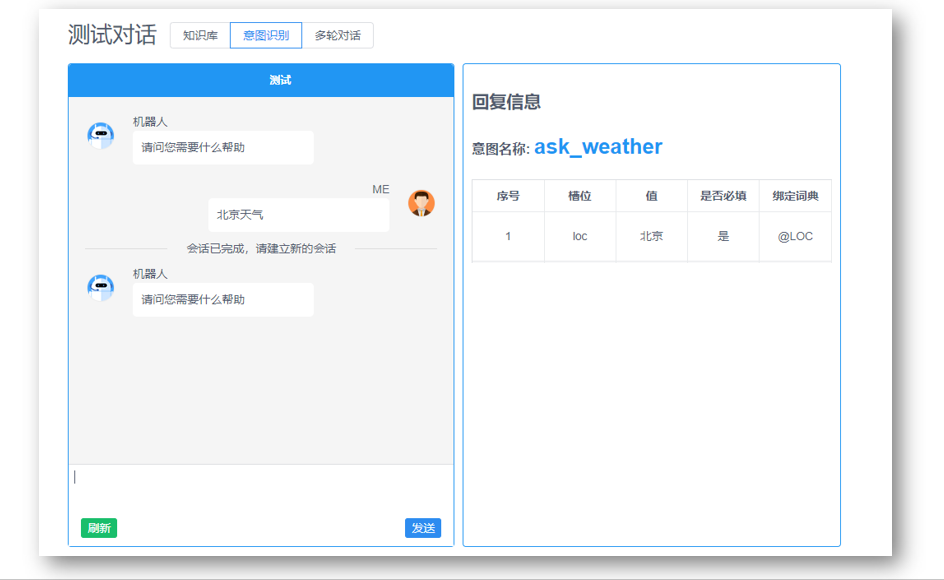 测试对话 知识库 意图识别 多轮对话
测试
机器人
请问您需要什么帮助
ME
北京天气
会话已完成，请建立新的会话
机器人
请问您需要什么帮助
刷新 发送
回复信息
意图名称: ask_weather
序号 槽位 值 是否必填 绑定词典
1 loc 北京 是 @LOC